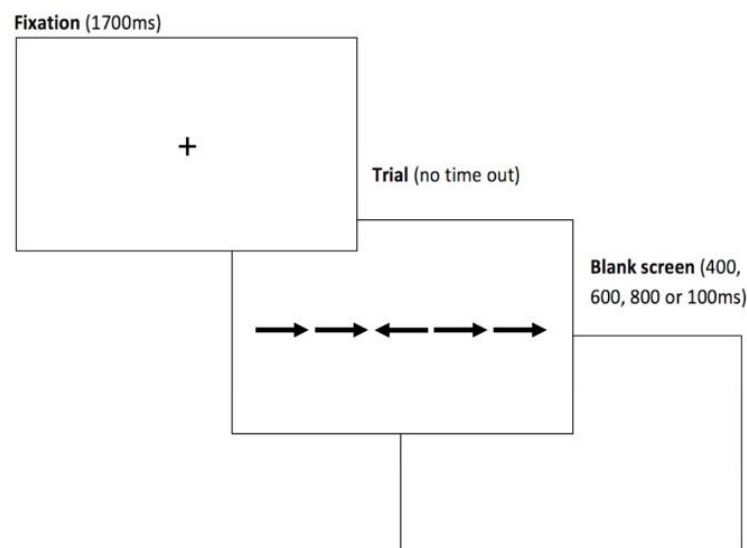 Fixation (1700ms)
+
Trial (no time out)
Blank screen (400,
600, 800 or 100ms)